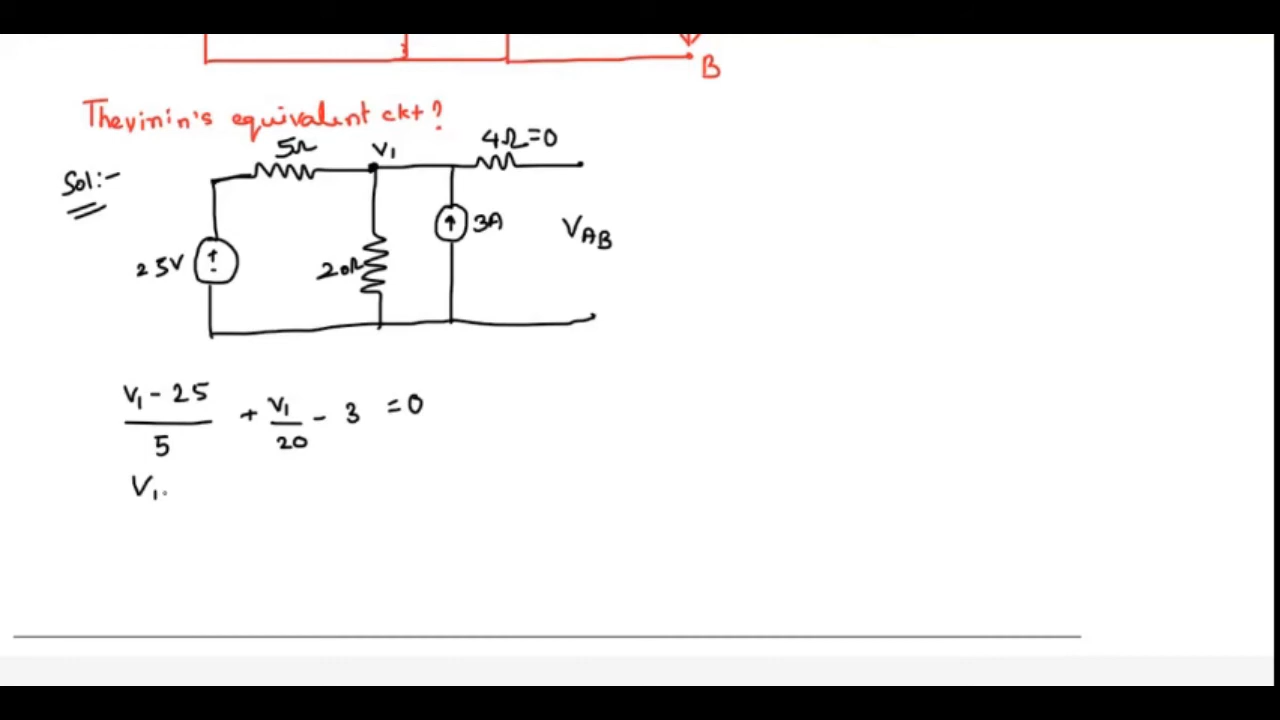 B
Thevinin's equivalent ckt?
Sol:-
5Ω
V1
4Ω=0
25V
+
-
20Ω
3A
VAB
V1 - 25 / 5 + V1 / 20 - 3 = 0
V1